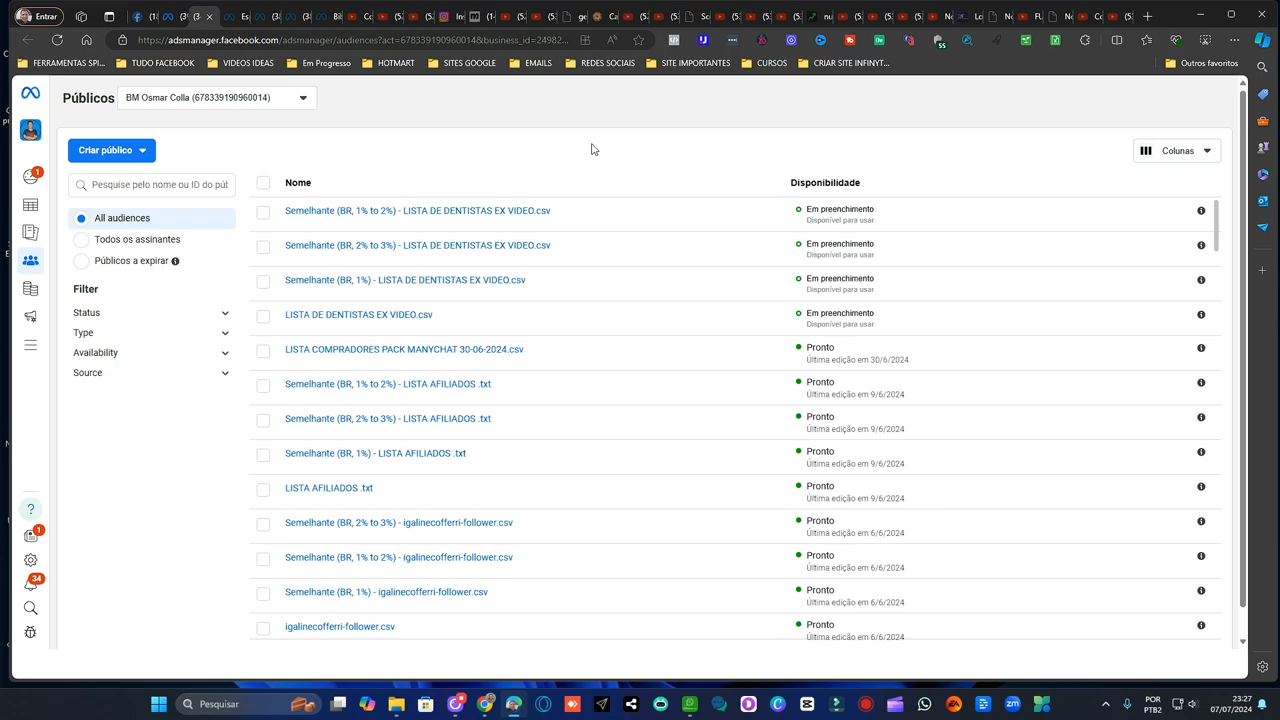 Entrar
https://adsmanager.facebook.com/adsmanager/audiences?act=678339190960014&business_id=24982...
FERRAMENTAS SPI...
TUDO FACEBOOK
VIDEOS IDEAS
Em Progresso
HOTMART
SITES GOOGLE
EMAILS
REDES SOCIAIS
SITES IMPORTANTES
CURSOS
CRIAR SITE INFINYT...
Outros favoritos
Públicos
BM Osmar Colla (678339190960014)
Criar público
Colunas
Pesquise pelo nome ou ID do púb
All audiences
Todos os assinantes
Públicos a expirar
Filter
Status
Type
Availability
Source
Nome
Disponibilidade
Semelhante (BR, 1% to 2%) - LISTA DE DENTISTAS EX VIDEO.csv
Em preenchimento
Disponível para usar
Semelhante (BR, 2% to 3%) - LISTA DE DENTISTAS EX VIDEO.csv
Em preenchimento
Disponível para usar
Semelhante (BR, 1%) - LISTA DE DENTISTAS EX VIDEO.csv
Em preenchimento
Disponível para usar
LISTA DE DENTISTAS EX VIDEO.csv
Em preenchimento
Disponível para usar
LISTA COMPRADORES PACK MANYCHAT 30-06-2024.csv
Pronto
Última edição em 30/6/2024
Semelhante (BR, 1% to 2%) - LISTA AFILIADOS .txt
Pronto
Última edição em 9/6/2024
Semelhante (BR, 2% to 3%) - LISTA AFILIADOS .txt
Pronto
Última edição em 9/6/2024
Semelhante (BR, 1%) - LISTA AFILIADOS .txt
Pronto
Última edição em 9/6/2024
LISTA AFILIADOS .txt
Pronto
Última edição em 9/6/2024
Semelhante (BR, 2% to 3%) - igalinecofferri-follower.csv
Pronto
Última edição em 6/6/2024
Semelhante (BR, 1% to 2%) - igalinecofferri-follower.csv
Pronto
Última edição em 6/6/2024
Semelhante (BR, 1%) - igalinecofferri-follower.csv
Pronto
Última edição em 6/6/2024
igalinecofferri-follower.csv
Pronto
Última edição em 6/6/2024
1
1
34
Pesquisar
POR
PTB2
23:27
07/07/2024